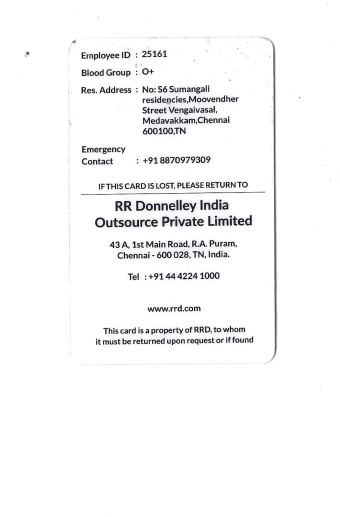 Employee ID : 25161
Blood Group : O+
Res. Address : No: S6 Sumangali
residencies,Moovendher
Street Vengaivasal,
Medavakkam,Chennai
600100,TN
Emergency
Contact : +91 8870979309
IF THIS CARD IS LOST, PLEASE RETURN TO
RR Donnelley India
Outsource Private Limited
43 A, 1st Main Road, R.A. Puram,
Chennai - 600 028, TN, India.
Tel : +91 44 4224 1000
www.rrd.com
This card is a property of RRD, to whom
it must be returned upon request or if found